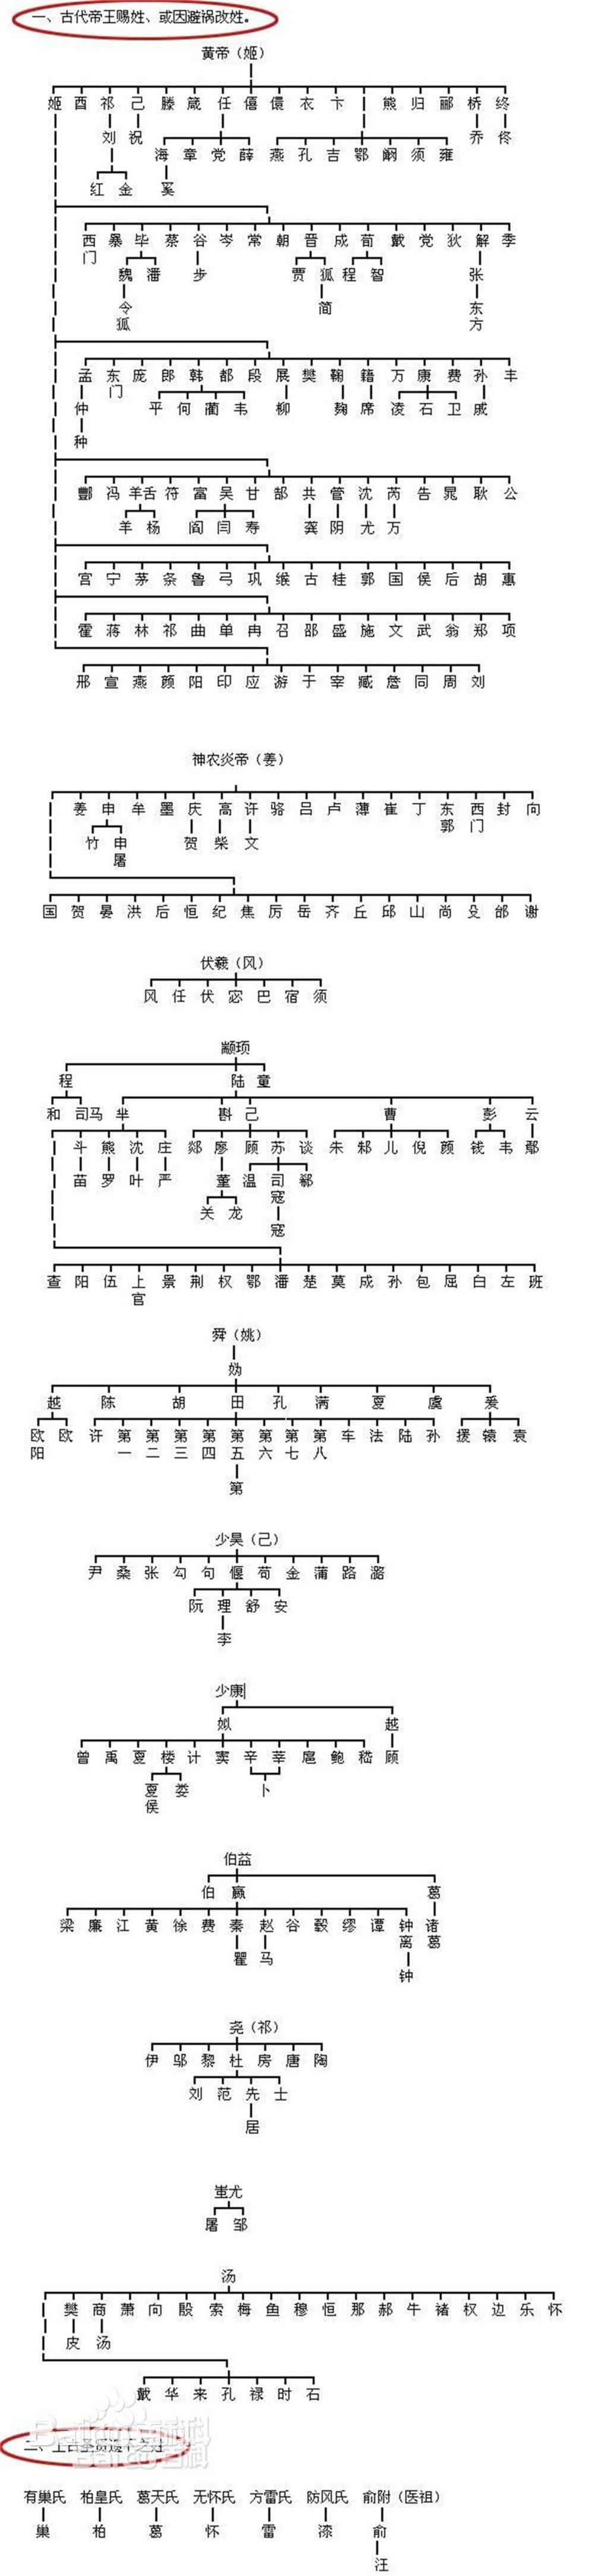 一、古代帝王赐姓、或因避祸改姓。
黄帝（姬）
姬 酉 祁 己 滕 葴 任 僖 儇 衣 卞 熊 归 郦 桥 终
刘 祝 海 章 党 薛 燕 孔 吉 鄂 阚 须 雍 乔 佟
红 金 奚
西门 暴 毕 蔡 谷 岑 常 朝 晋 成 荀 戴 党 狄 解 季
魏 潘 步 贾 狐 程 智 张
令狐 简 东方
孟 东门 庞 郎 韩 都 段 展 樊 鞠 籍 万 康 费 孙 丰
仲 平 何 蔺 韦 柳 麹 席 凌 石 卫 戚
种
酆 冯 羊舌 符 富 吴 甘 郜 共 管 沈 芮 告 晁 耿 公
羊 杨 阎 闫 寿 龚 阴 尤 万
宫 宁 茅 条 鲁 弓 巩 缑 古 桂 郭 国 侯 后 胡 惠
霍 蒋 林 祁 曲 单 冉 召 邵 盛 施 文 武 翁 郑 项
邢 宣 燕 颜 阳 印 应 游 于 宰 臧 詹 同 周 刘
神农炎帝（姜）
姜 申 牟 墨 庆 高 许 骆 吕 卢 薄 崔 丁 东郭 西门 封 向
竹 申屠 贺 柴 文
国 贺 晏 洪 后 恒 纪 焦 厉 岳 齐 丘 邱 山 尚 殳 邰 谢
伏羲（风）
风 任 伏 宓 巴 宿 须
颛顼
程 陆 童
和 司马 芈 斟 己 曹 彭 云
斗 熊 沈 庄 郯 廖 顾 苏 谈 朱 邾 儿 倪 颜 钱 韦 鄢
苗 罗 叶 严 董 温 司寇 郗
关 龙 寇
查 阳 伍 上官 景 荆 权 鄂 潘 楚 莫 成 孙 包 屈 白 左 班
舜（姚）
妫
越 陈 胡 田 孔 满 夏 虞 爰
欧阳 欧 许 第一 第二 第三 第四 第五 第六 第七 第八 车 法 陆 孙 援 辕 袁
第
少昊（己）
尹 桑 张 勾 句 偃 苟 金 蒲 路 潞
阮 理 舒 安
李
少康
姒 越
曾 禹 夏 楼 计 窦 辛 莘 扈 鲍 嵇 顾
夏侯 娄 卜
伯益
伯 嬴 葛
梁 廉 江 黄 徐 费 秦 赵 谷 毂 缪 谭 钟离 诸葛
瞿 马 钟
尧（祁）
伊 邬 黎 杜 房 唐 陶
刘 范 先 士
居
蚩尤
屠 邹
汤
樊 商 萧 向 殷 索 梅 鱼 穆 恒 那 郝 牛 褚 权 边 乐 怀
皮 汤
戴 华 来 孔 禄 时 石
Baidu百科
二、上古圣贤遗下之姓
有巢氏 柏皇氏 葛天氏 无怀氏 方雷氏 防风氏 俞附（医祖）
巢 柏 葛 怀 雷 漆 俞
汪